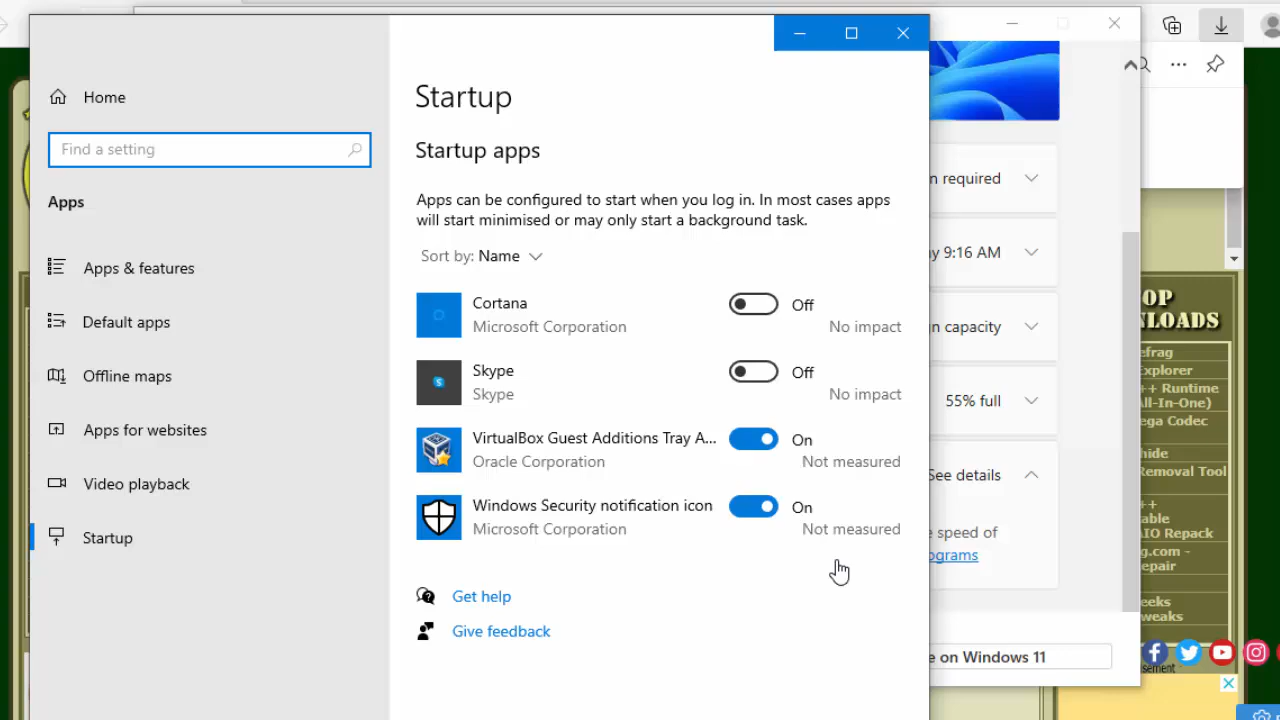 Home
Find a setting
Apps
Apps & features
Default apps
Offline maps
Apps for websites
Video playback
Startup
Startup
Startup apps
Apps can be configured to start when you log in. In most cases apps
will start minimised or may only start a background task.
Sort by: Name
Cortana
Off
Microsoft Corporation
No impact
Skype
Off
Skype
No impact
VirtualBox Guest Additions Tray A...
On
Oracle Corporation
Not measured
Windows Security notification icon
On
Microsoft Corporation
Not measured
Get help
Give feedback
n required
y 9:16 AM
n capacity
55% full
See details
e speed of
ograms
e on Windows 11
OP
NLOADS
efrag
Explorer
++ Runtime
All-In-One)
ega Codec
hide
Removal Tool
++
able
AIO Repack
g.com -
epair
eeks
weaks
sement